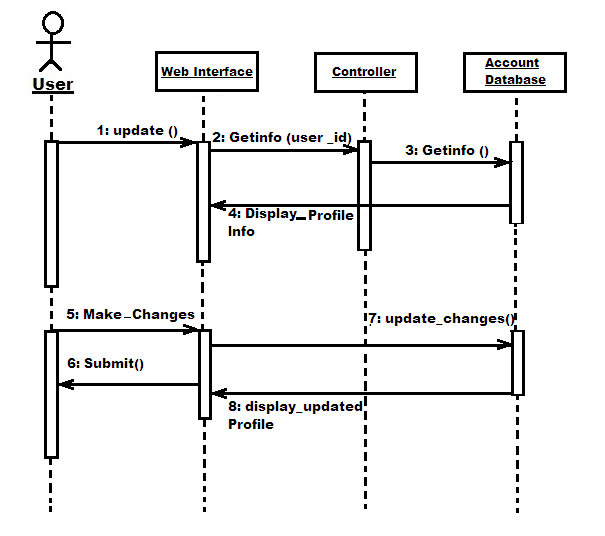 User
Web Interface
Controller
Account
Database
1: update ()
2: Getinfo (user _id)
3: Getinfo ()
4: Display_Profile
Info
5: Make_Changes
7: update_changes()
6: Submit()
8: display_updated
Profile